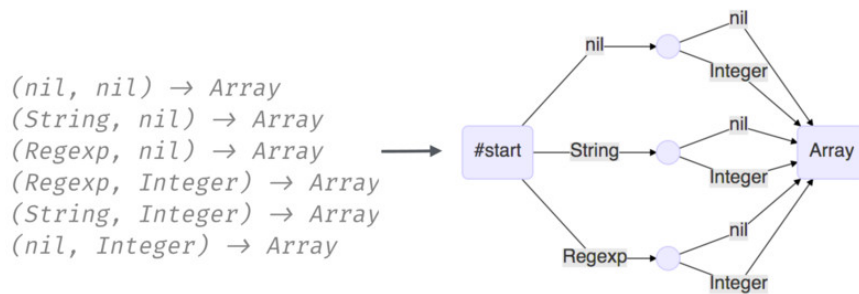 (nil, nil) → Array
(String, nil) → Array
(Regexp, nil) → Array
(Regexp, Integer) → Array
(String, Integer) → Array
(nil, Integer) → Array
#start
nil
String
Regexp
nil
Integer
nil
Integer
nil
Integer
Array